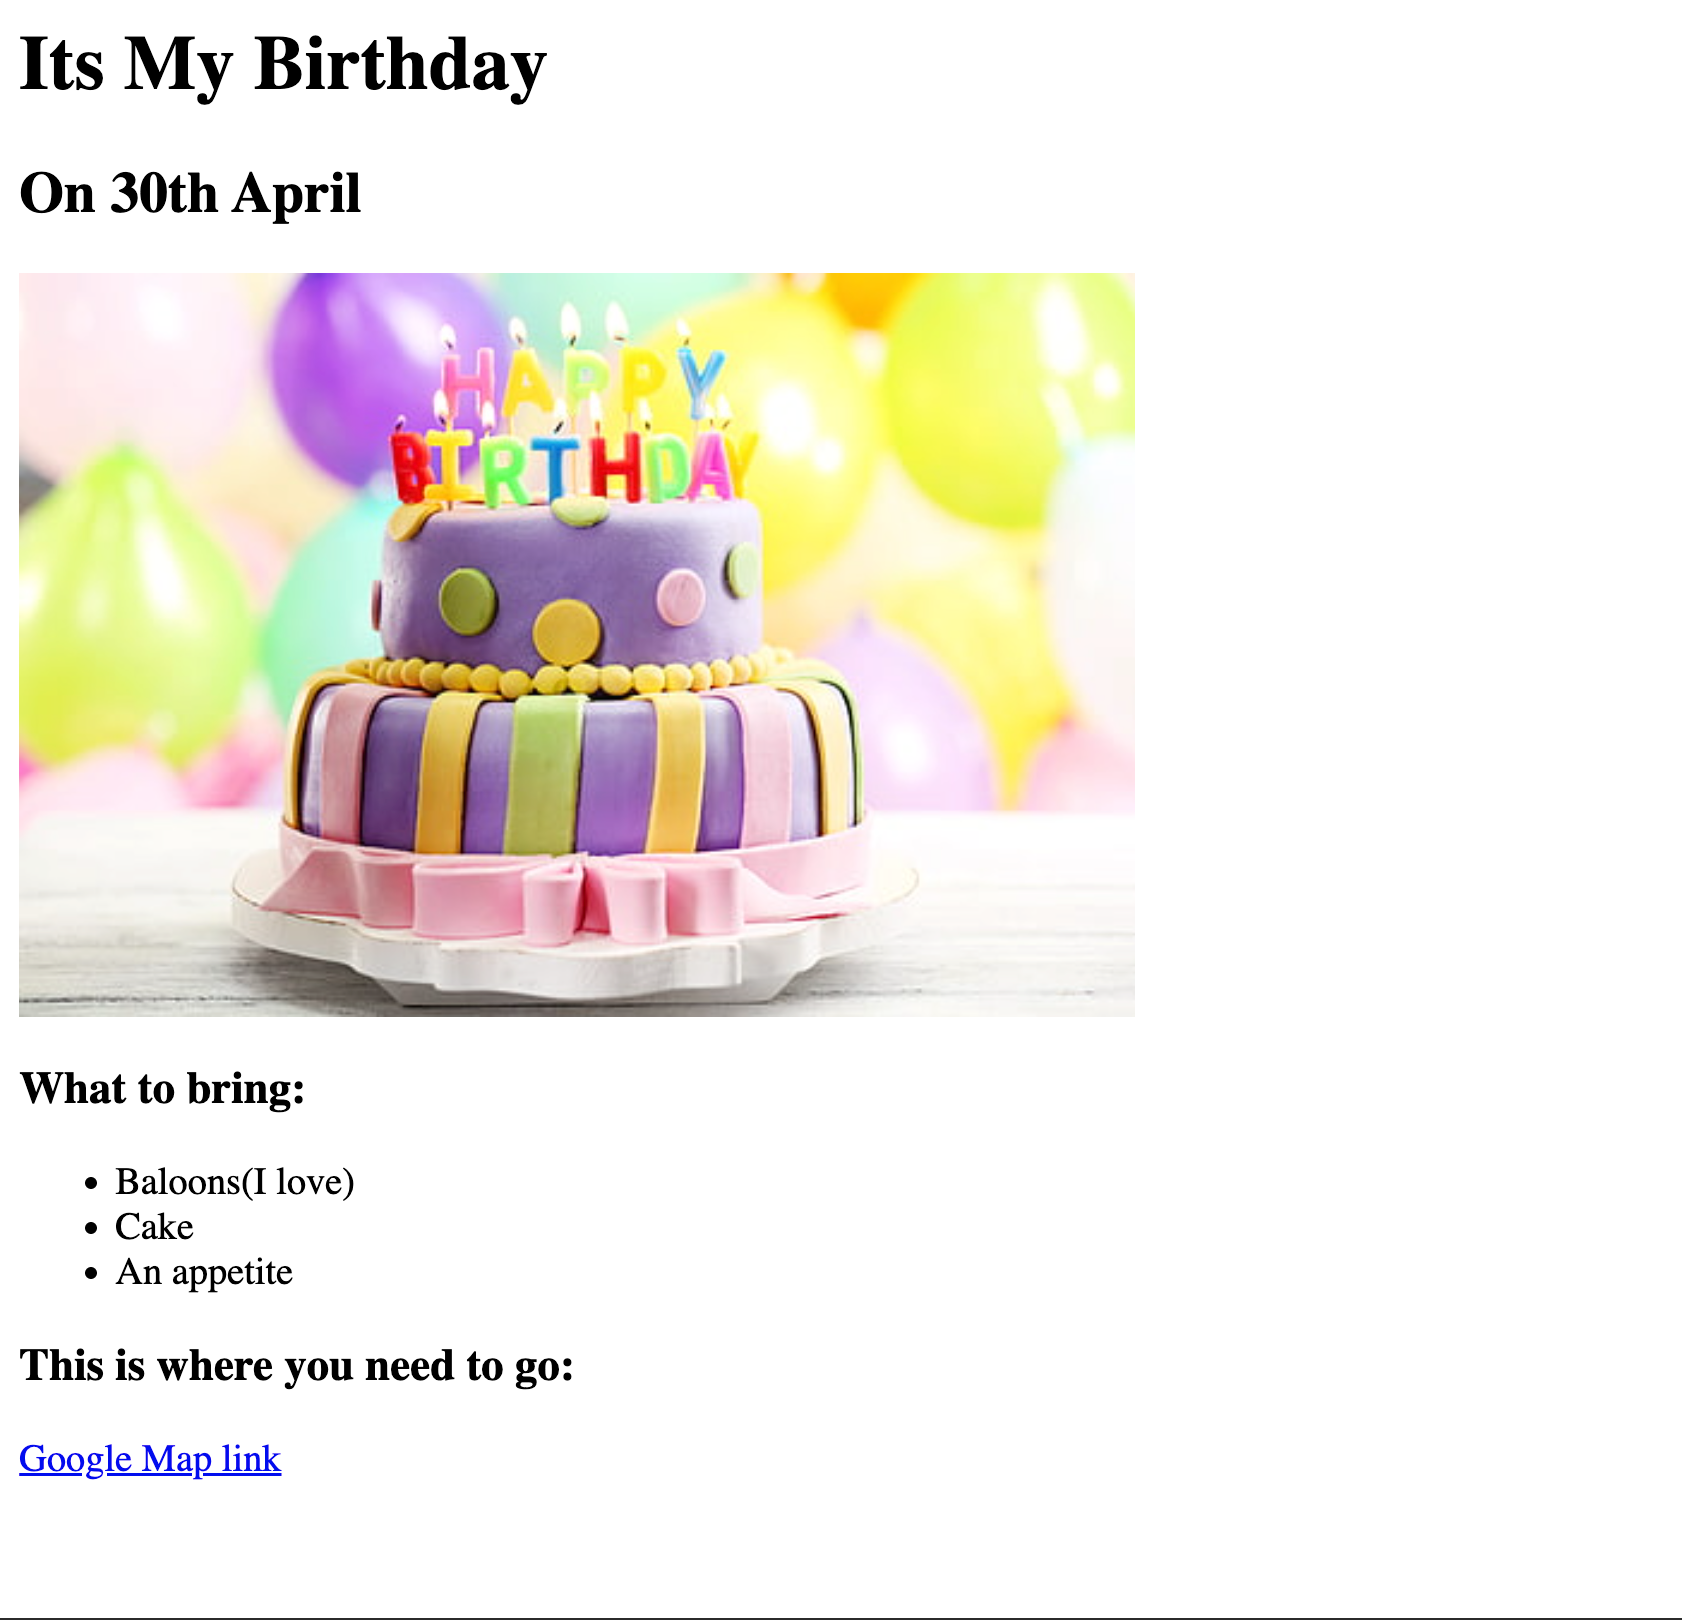 Its My Birthday
On 30th April
HAPPY
BIRTHDAY
What to bring:
Baloons(I love)
Cake
An appetite
This is where you need to go:
Google Map link